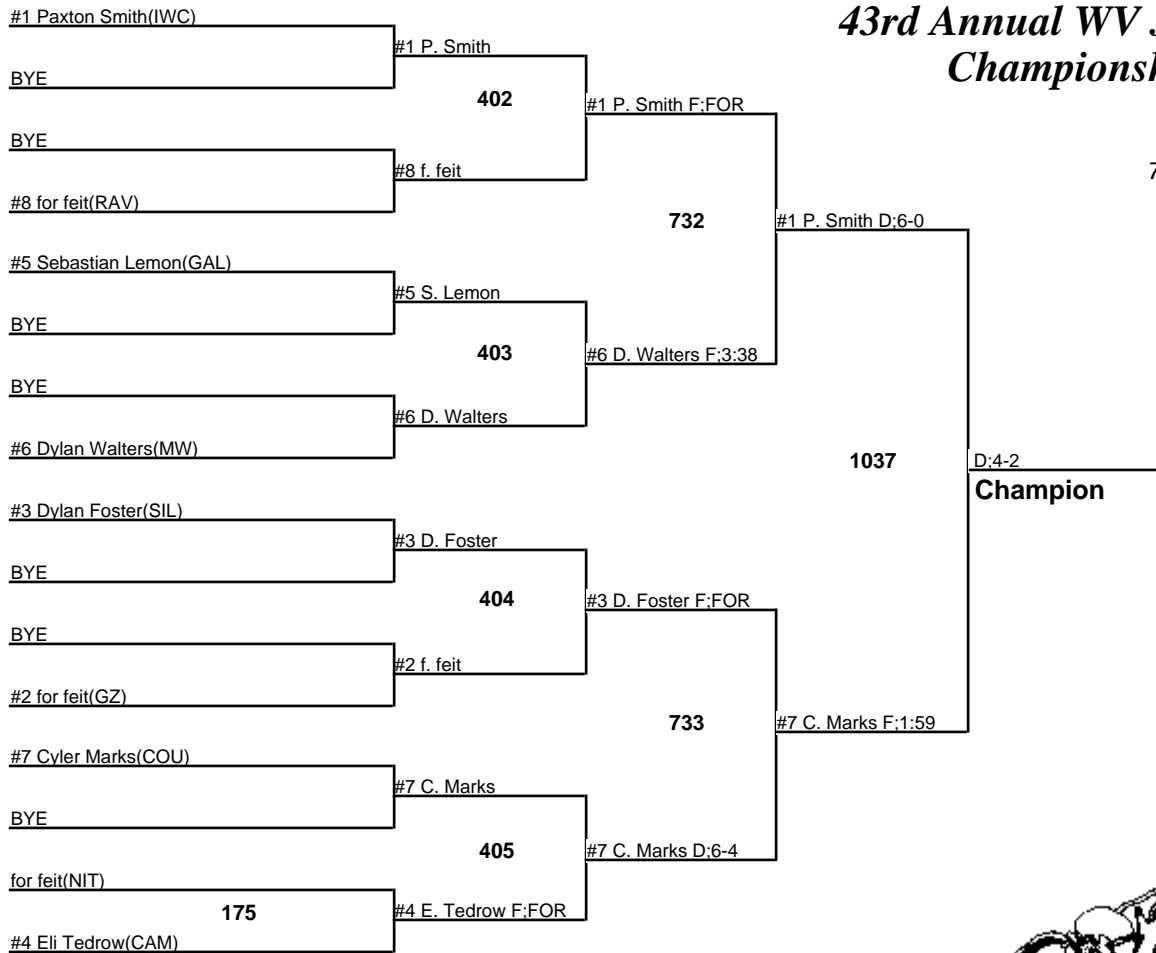 43rd Annual WV
Championsh
7
#1 Paxton Smith(IWC)
BYE
BYE
#8 for feit(RAV)
#5 Sebastian Lemon(GAL)
BYE
BYE
#6 Dylan Walters(MW)
#3 Dylan Foster(SIL)
BYE
BYE
#2 for feit(GZ)
#7 Cyler Marks(COU)
BYE
for feit(NIT)
175
#4 Eli Tedrow(CAM)
#1 P. Smith
402
#8 f. feit
#5 S. Lemon
403
#6 D. Walters
#3 D. Foster
404
#2 f. feit
#7 C. Marks
405
#4 E. Tedrow F;FOR
#1 P. Smith F;FOR
732
#6 D. Walters F;3:38
#3 D. Foster F;FOR
733
#7 C. Marks D;6-4
#1 P. Smith D;6-0
1037
#7 C. Marks F;1:59
D;4-2
Champion